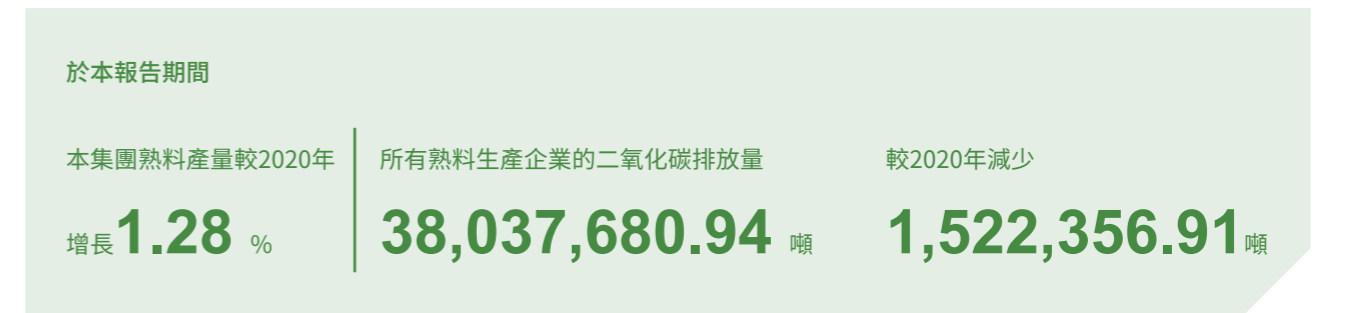 於本報告期間
本集團熟料產量較2020年
增長1.28 %
所有熟料生產企業的二氧化碳排放量
38,037,680.94 噸
較2020年減少
1,522,356.91噸